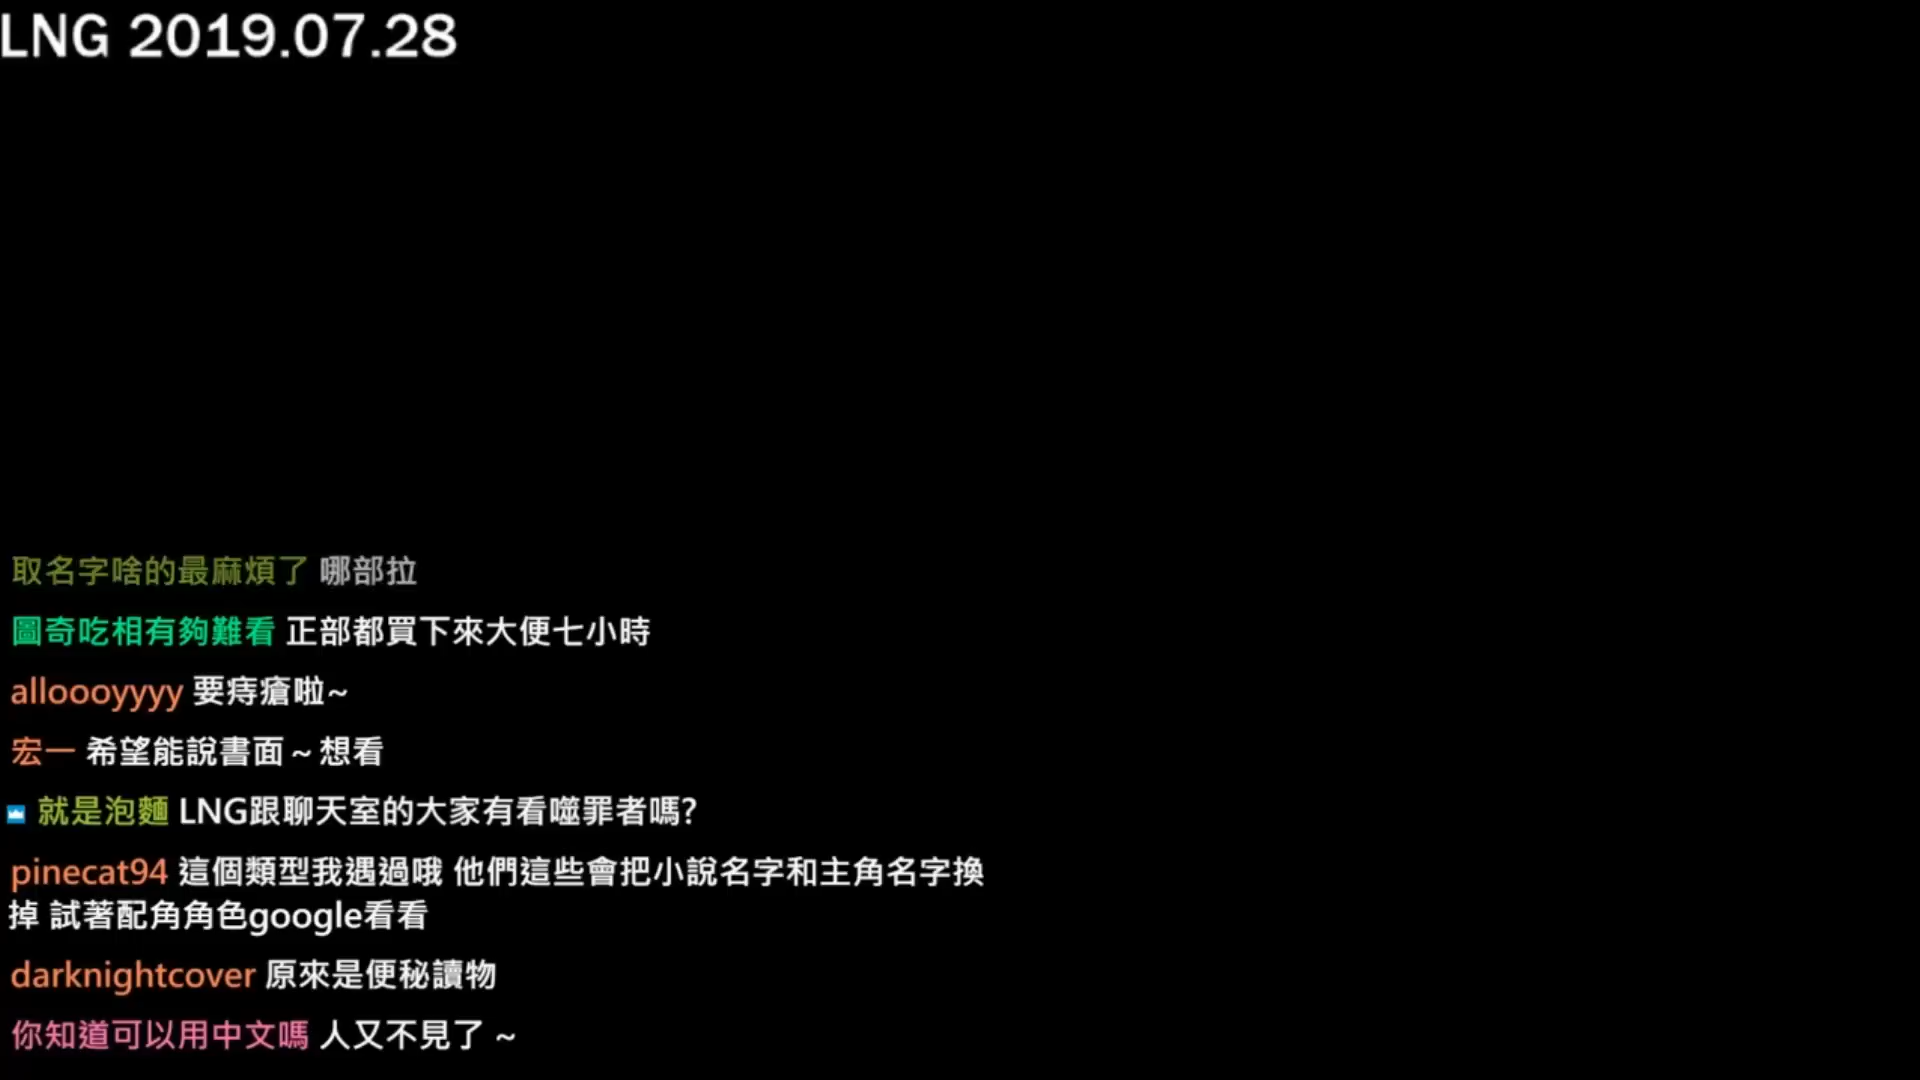 LNG 2019.07.28
取名字啥的最麻煩了 哪部拉
圖奇吃相有夠難看 正部都買下來大便七小時
alloooyyyy 要痔瘡啦~
宏一 希望能說書面～想看
就是泡麵 LNG跟聊天室的大家有看噬罪者嗎?
pinecat94 這個類型我遇過哦 他們這些會把小說名字和主角名字換
掉 試著配角角色google看看
darknightcover 原來是便秘讀物
你知道可以用中文嗎 人又不見了～